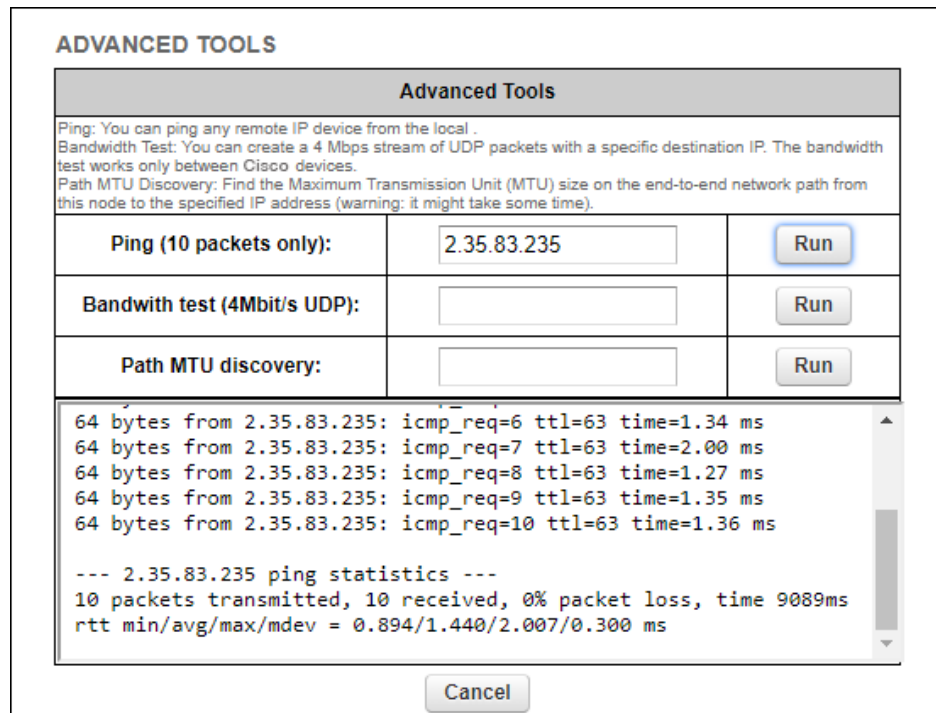 ADVANCED TOOLS
Advanced Tools
Ping: You can ping any remote IP device from the local .
Bandwidth Test: You can create a 4 Mbps stream of UDP packets with a specific destination IP. The bandwidth
test works only between Cisco devices.
Path MTU Discovery: Find the Maximum Transmission Unit (MTU) size on the end-to-end network path from
this node to the specified IP address (warning: it might take some time).
Ping (10 packets only): 2.35.83.235 Run
Bandwith test (4Mbit/s UDP): Run
Path MTU discovery: Run
64 bytes from 2.35.83.235: icmp_req=6 ttl=63 time=1.34 ms
64 bytes from 2.35.83.235: icmp_req=7 ttl=63 time=2.00 ms
64 bytes from 2.35.83.235: icmp_req=8 ttl=63 time=1.27 ms
64 bytes from 2.35.83.235: icmp_req=9 ttl=63 time=1.35 ms
64 bytes from 2.35.83.235: icmp_req=10 ttl=63 time=1.36 ms
--- 2.35.83.235 ping statistics ---
10 packets transmitted, 10 received, 0% packet loss, time 9089ms
rtt min/avg/max/mdev = 0.894/1.440/2.007/0.300 ms
Cancel